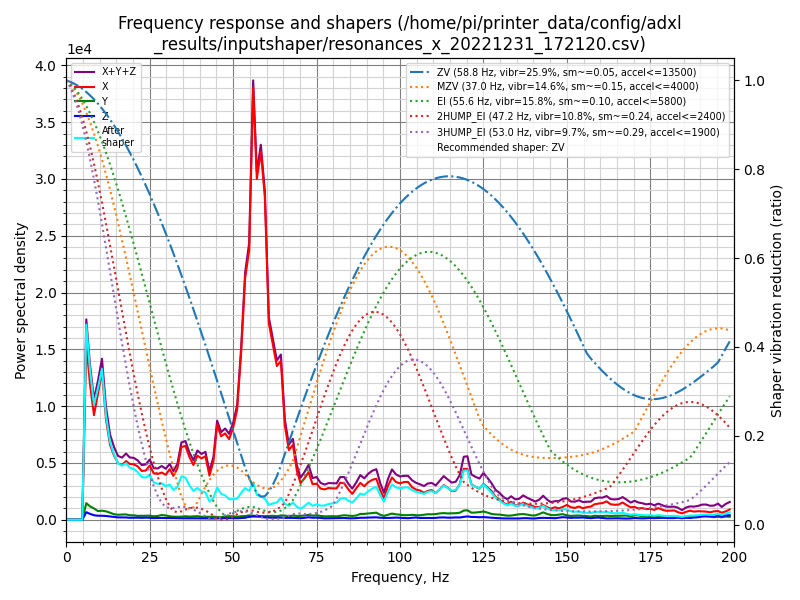 Frequency response and shapers (/home/pi/printer_data/config/adxl
_results/inputshaper/resonances_x_20221231_172120.csv)
1e4
X+Y+Z
X
Y
Z
After
shaper
ZV (58.8 Hz, vibr=25.9%, sm~=0.05, accel<=13500)
MZV (37.0 Hz, vibr=14.6%, sm~=0.15, accel<=4000)
EI (55.6 Hz, vibr=15.8%, sm~=0.10, accel<=5800)
2HUMP_EI (47.2 Hz, vibr=10.8%, sm~=0.24, accel<=2400)
3HUMP_EI (53.0 Hz, vibr=9.7%, sm~=0.29, accel<=1900)
Recommended shaper: ZV
4.0
3.5
3.0
2.5
2.0
1.5
1.0
0.5
0.0
Power spectral density
1.0
0.8
0.6
0.4
0.2
0.0
Shaper vibration reduction (ratio)
0 25 50 75 100 125 150 175 200
Frequency, Hz